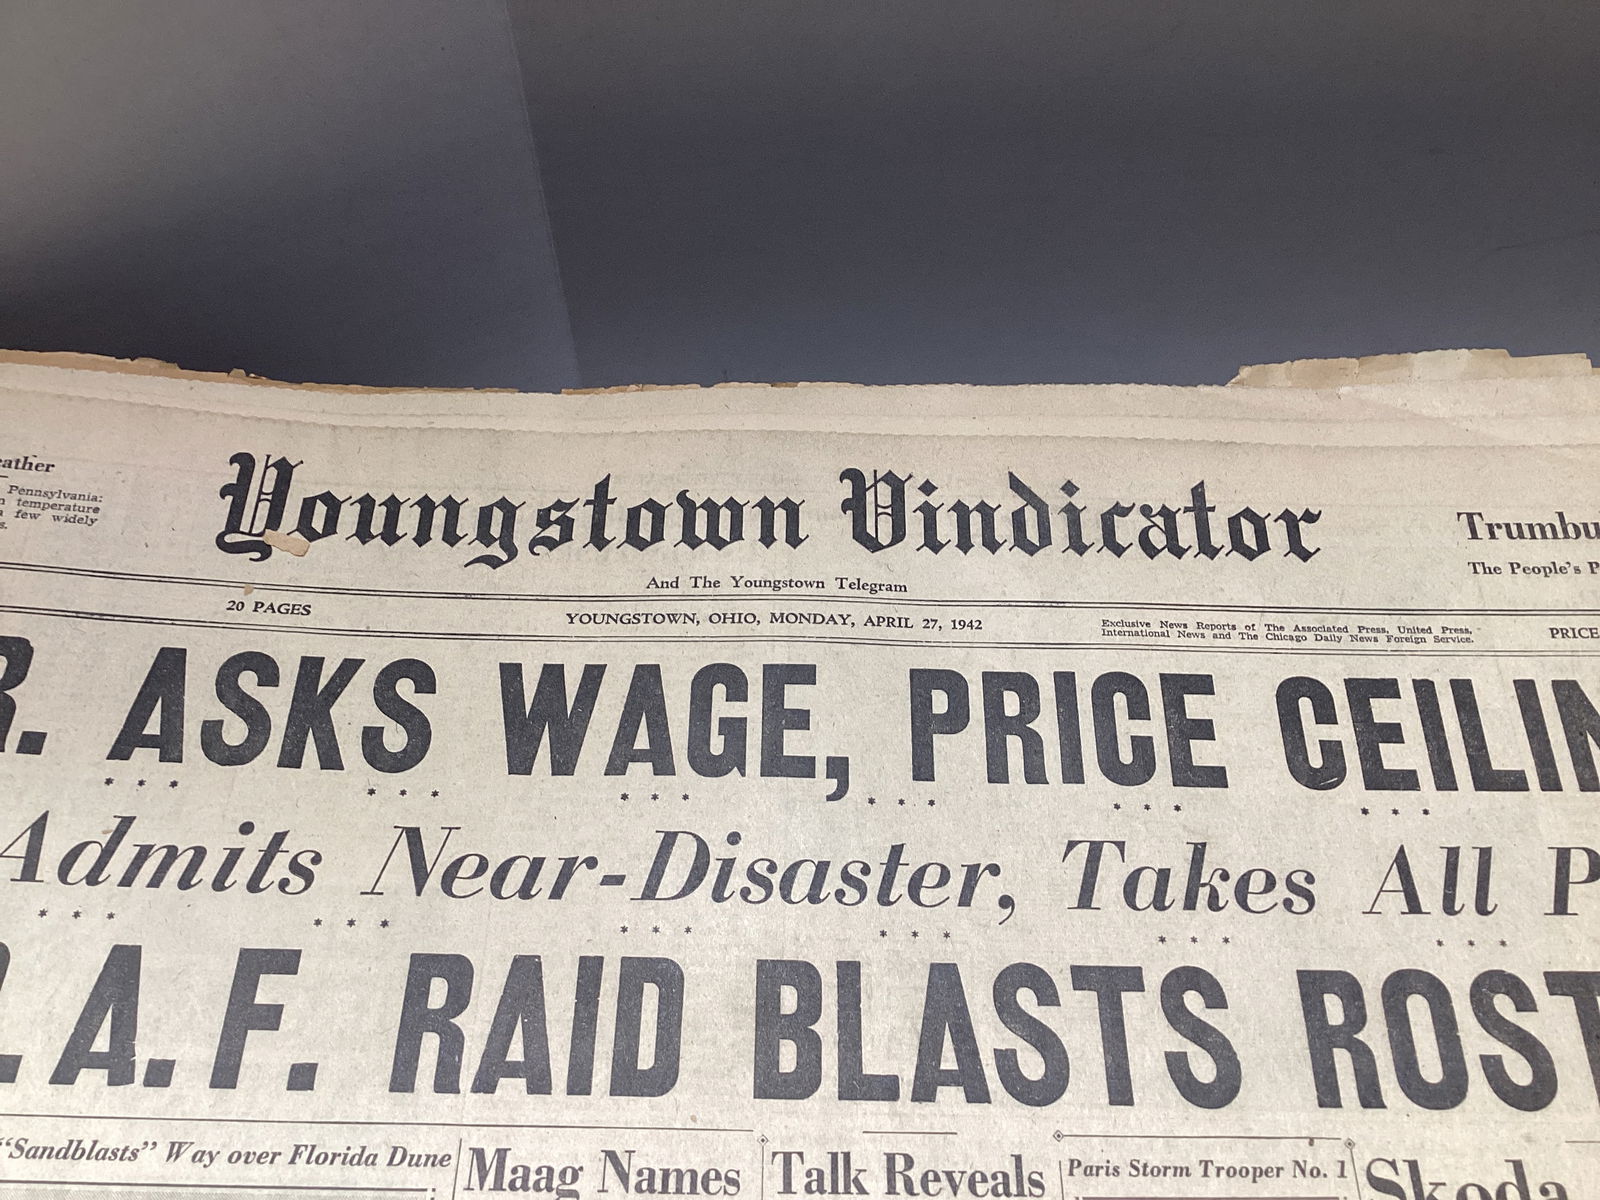 Youngstown Vindicator
And The Youngstown Telegram
Pennsylvania:
temperature
few widely
Trumbu
The People's P
20 PAGES
YOUNGSTOWN, OHIO, MONDAY, APRIL 27, 1942
Exclusive News Reports of The Associated Press, United Press,
International News and The Chicago Daily News Foreign Service.
PRICE
R. ASKS WAGE, PRICE CEILIN
Admits Near-Disaster, Takes All P
. A. F. RAID BLASTS ROST
"Sandblasts" Way over Florida Dune
Maag Names
Talk Reveals
Paris Storm Trooper No. 1
Skoda